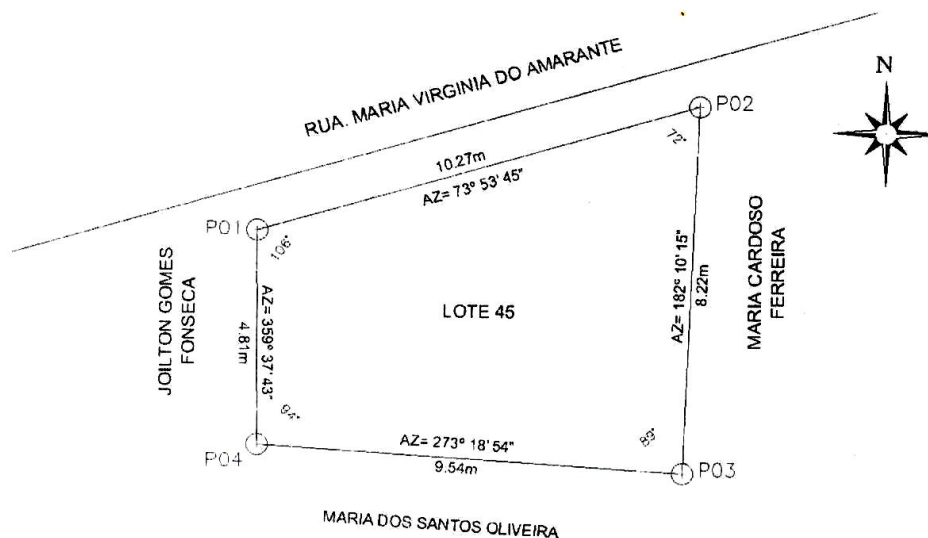 RUA. MARIA VIRGINIA DO AMARANTE
N
P02
72°
10.27m
AZ= 73° 53' 45"
P01
106°
JOILTON GOMES
FONSECA
4.81m
AZ= 359° 37' 43"
LOTE 45
AZ= 182° 10' 15"
8.22m
MARIA CARDOSO
FERREIRA
94°
89°
AZ= 273° 18' 54"
9.54m
P04
P03
MARIA DOS SANTOS OLIVEIRA